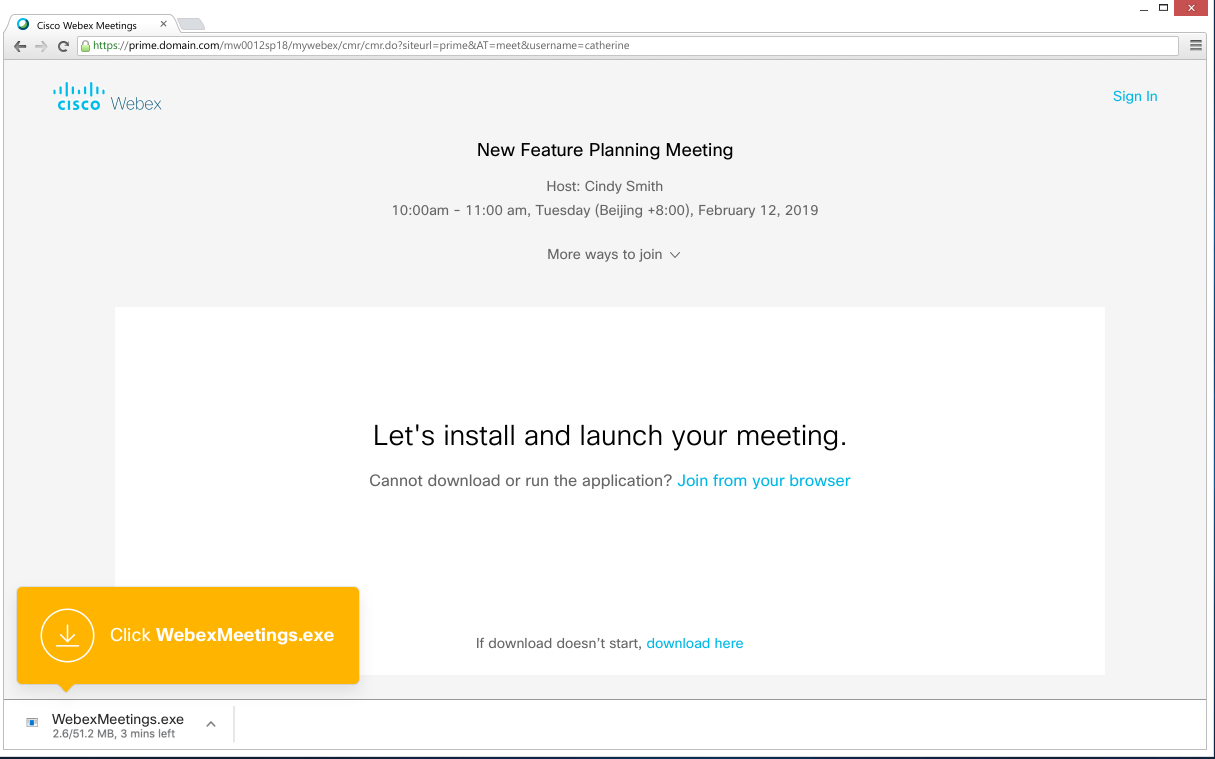 Cisco Webex Meetings
https://prime.domain.com/mw0012sp18/mywebex/cmr/cmr.do?siteurl=prime&AT=meet&username=catherine
cisco Webex
Sign In
New Feature Planning Meeting
Host: Cindy Smith
10:00am - 11:00 am, Tuesday (Beijing +8:00), February 12, 2019
More ways to join
Let's install and launch your meeting.
Cannot download or run the application? Join from your browser
Click WebexMeetings.exe
If download doesn't start, download here
WebexMeetings.exe
2.6/51.2 MB, 3 mins left